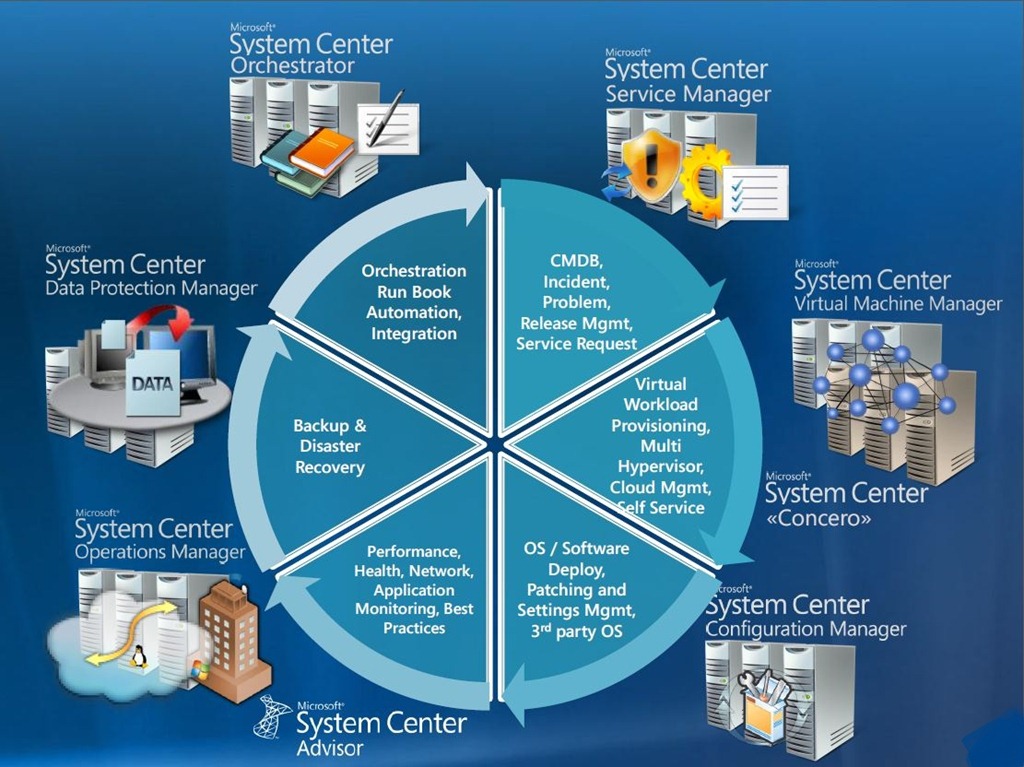 Microsoft®
System Center
Orchestrator
Microsoft®
System Center
Service Manager
Microsoft®
System Center
Data Protection Manager
DATA
Orchestration
Run Book
Automation,
Integration
CMDB,
Incident,
Problem,
Release Mgmt,
Service Request
Microsoft®
System Center
Virtual Machine Manager
Backup &
Disaster
Recovery
Virtual
Workload
Provisioning,
Multi
Hypervisor,
Cloud Mgmt,
Self Service
Microsoft®
System Center
«Concero»
Microsoft®
System Center
Operations Manager
Performance,
Health, Network,
Application
Monitoring, Best
Practices
OS / Software
Deploy,
Patching and
Settings Mgmt,
3rd party OS
Microsoft®
System Center
Configuration Manager
Microsoft®
System Center
Advisor